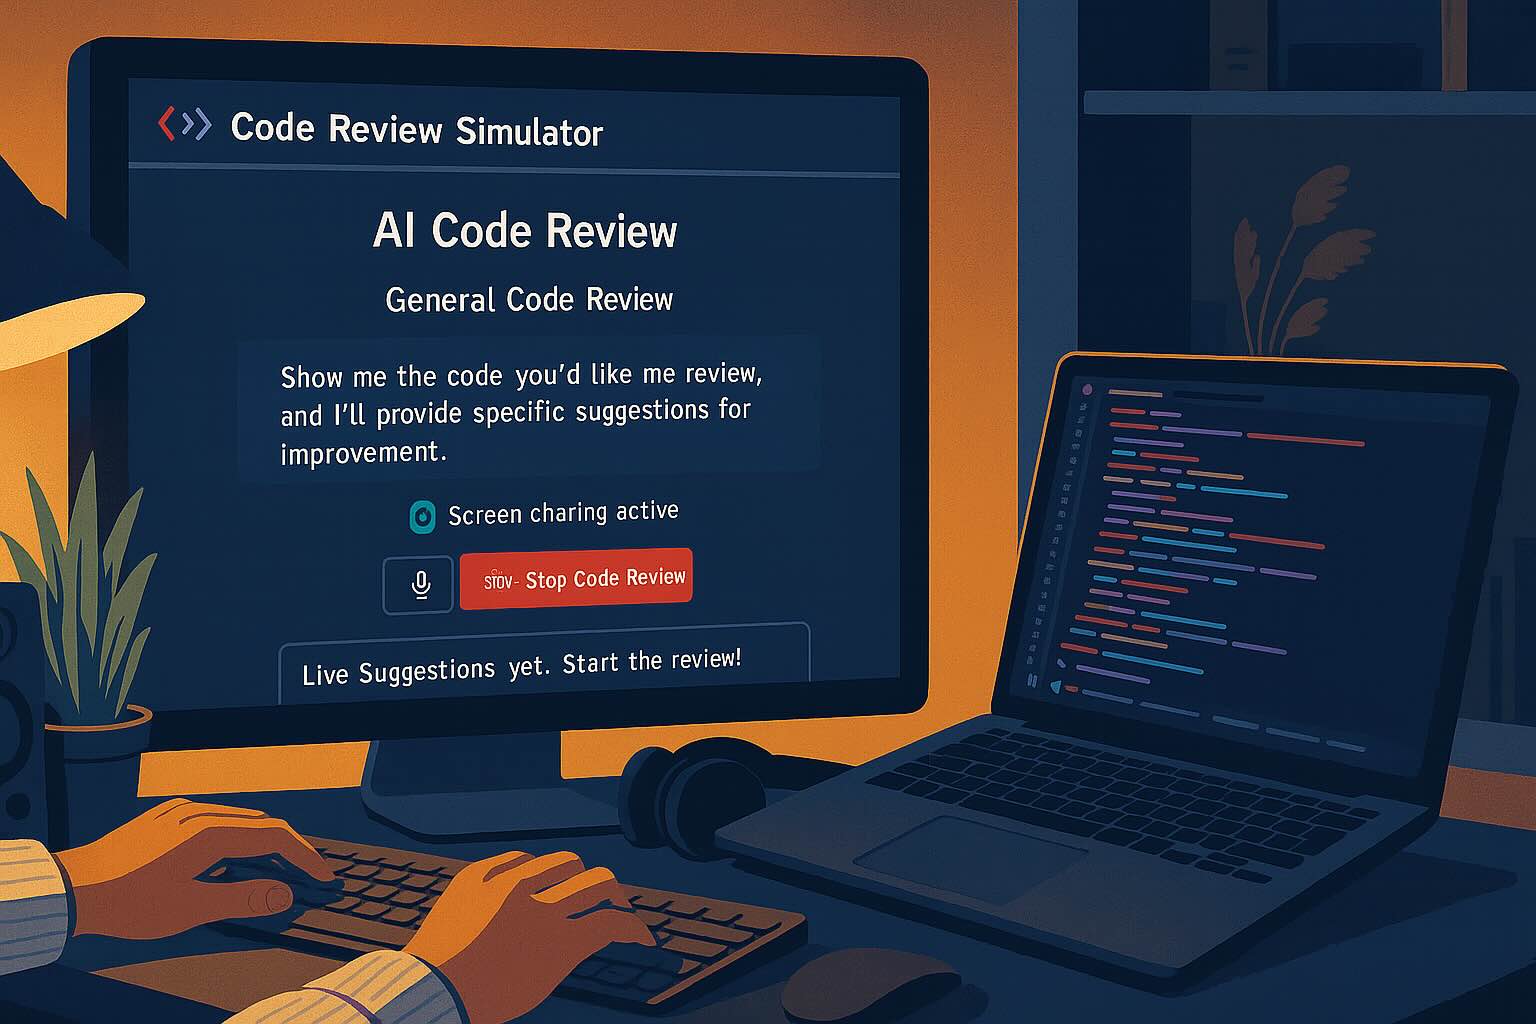 Code Review Simulator
AI Code Review
General Code Review
Show me the code you'd like me review,
and I'll provide specific suggestions for
improvement.
Screen charing active
STOV- Stop Code Review
Live Suggestions yet. Start the review!